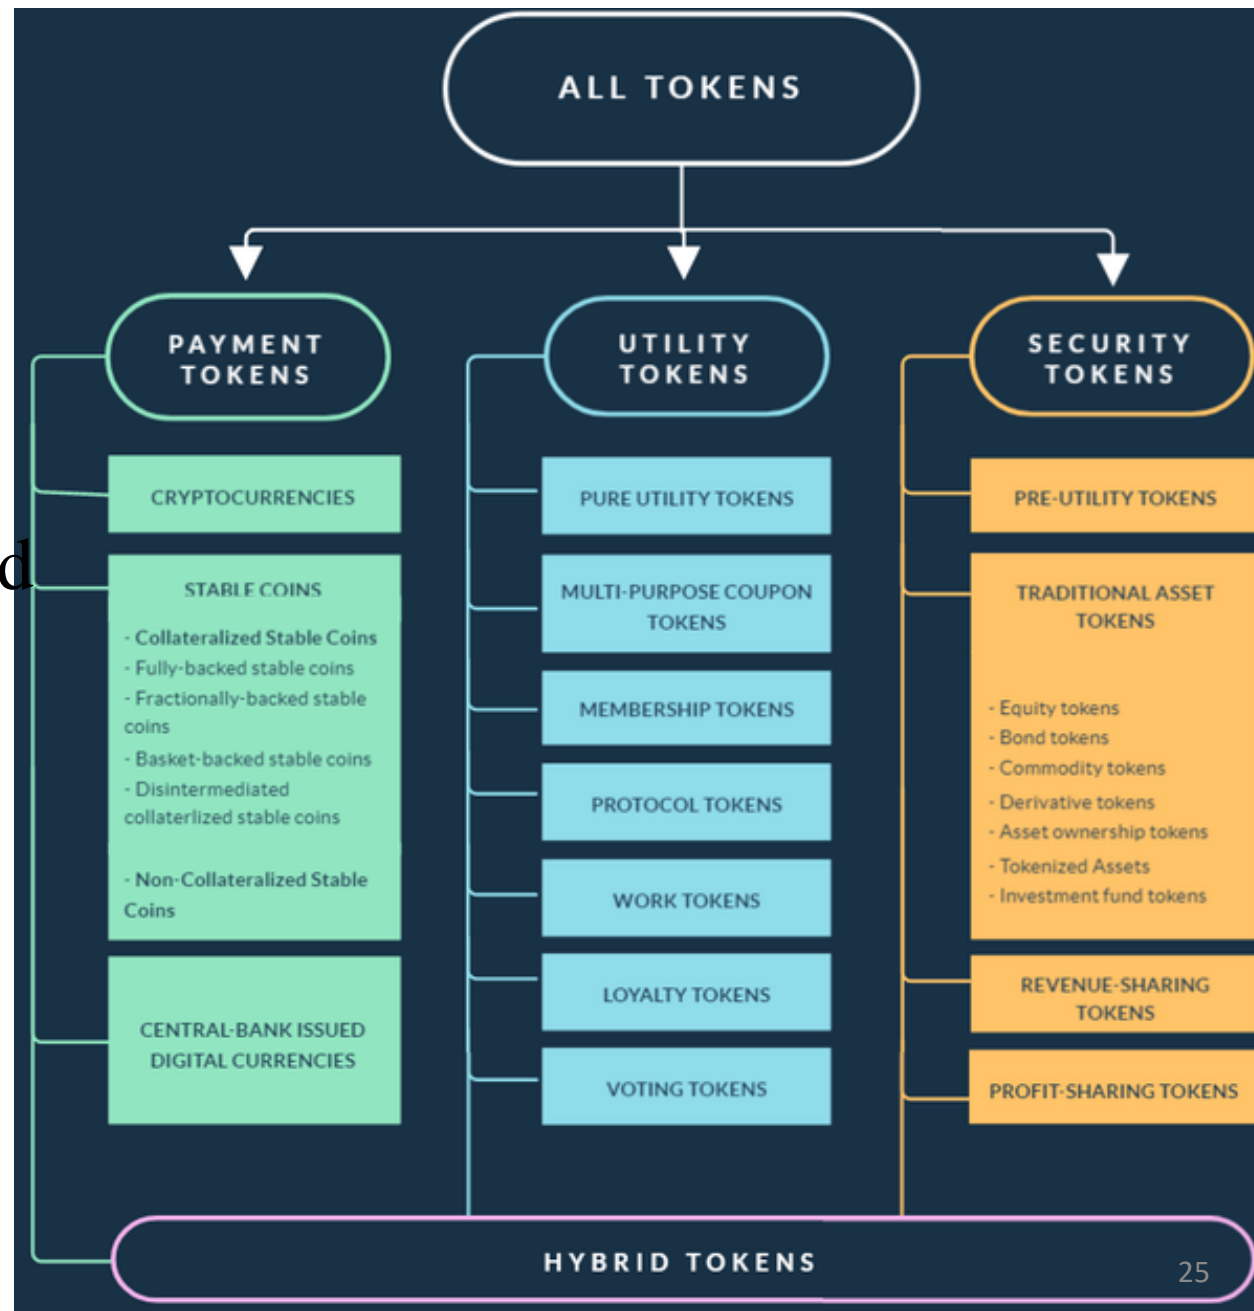 ALL TOKENS
PAYMENT
TOKENS
CRYPTOCURRENCIES
d
STABLE COINS
- Collateralized Stable Coins
- Fully-backed stable coins
- Fractionally-backed stable
coins
- Basket-backed stable coins
- Disintermediated
collaterlized stable coins
- Non-Collateralized Stable
Coins
CENTRAL-BANK ISSUED
DIGITAL CURRENCIES
UTILITY
TOKENS
PURE UTILITY TOKENS
MULTI-PURPOSE COUPON
TOKENS
MEMBERSHIP TOKENS
PROTOCOL TOKENS
WORK TOKENS
LOYALTY TOKENS
VOTING TOKENS
SECURITY
TOKENS
PRE-UTILITY TOKENS
TRADITIONAL ASSET
TOKENS
- Equity tokens
- Bond tokens
- Commodity tokens
- Derivative tokens
- Asset ownership tokens
- Tokenized Assets
- Investment fund tokens
REVENUE-SHARING
TOKENS
PROFIT-SHARING TOKENS
HYBRID TOKENS
25